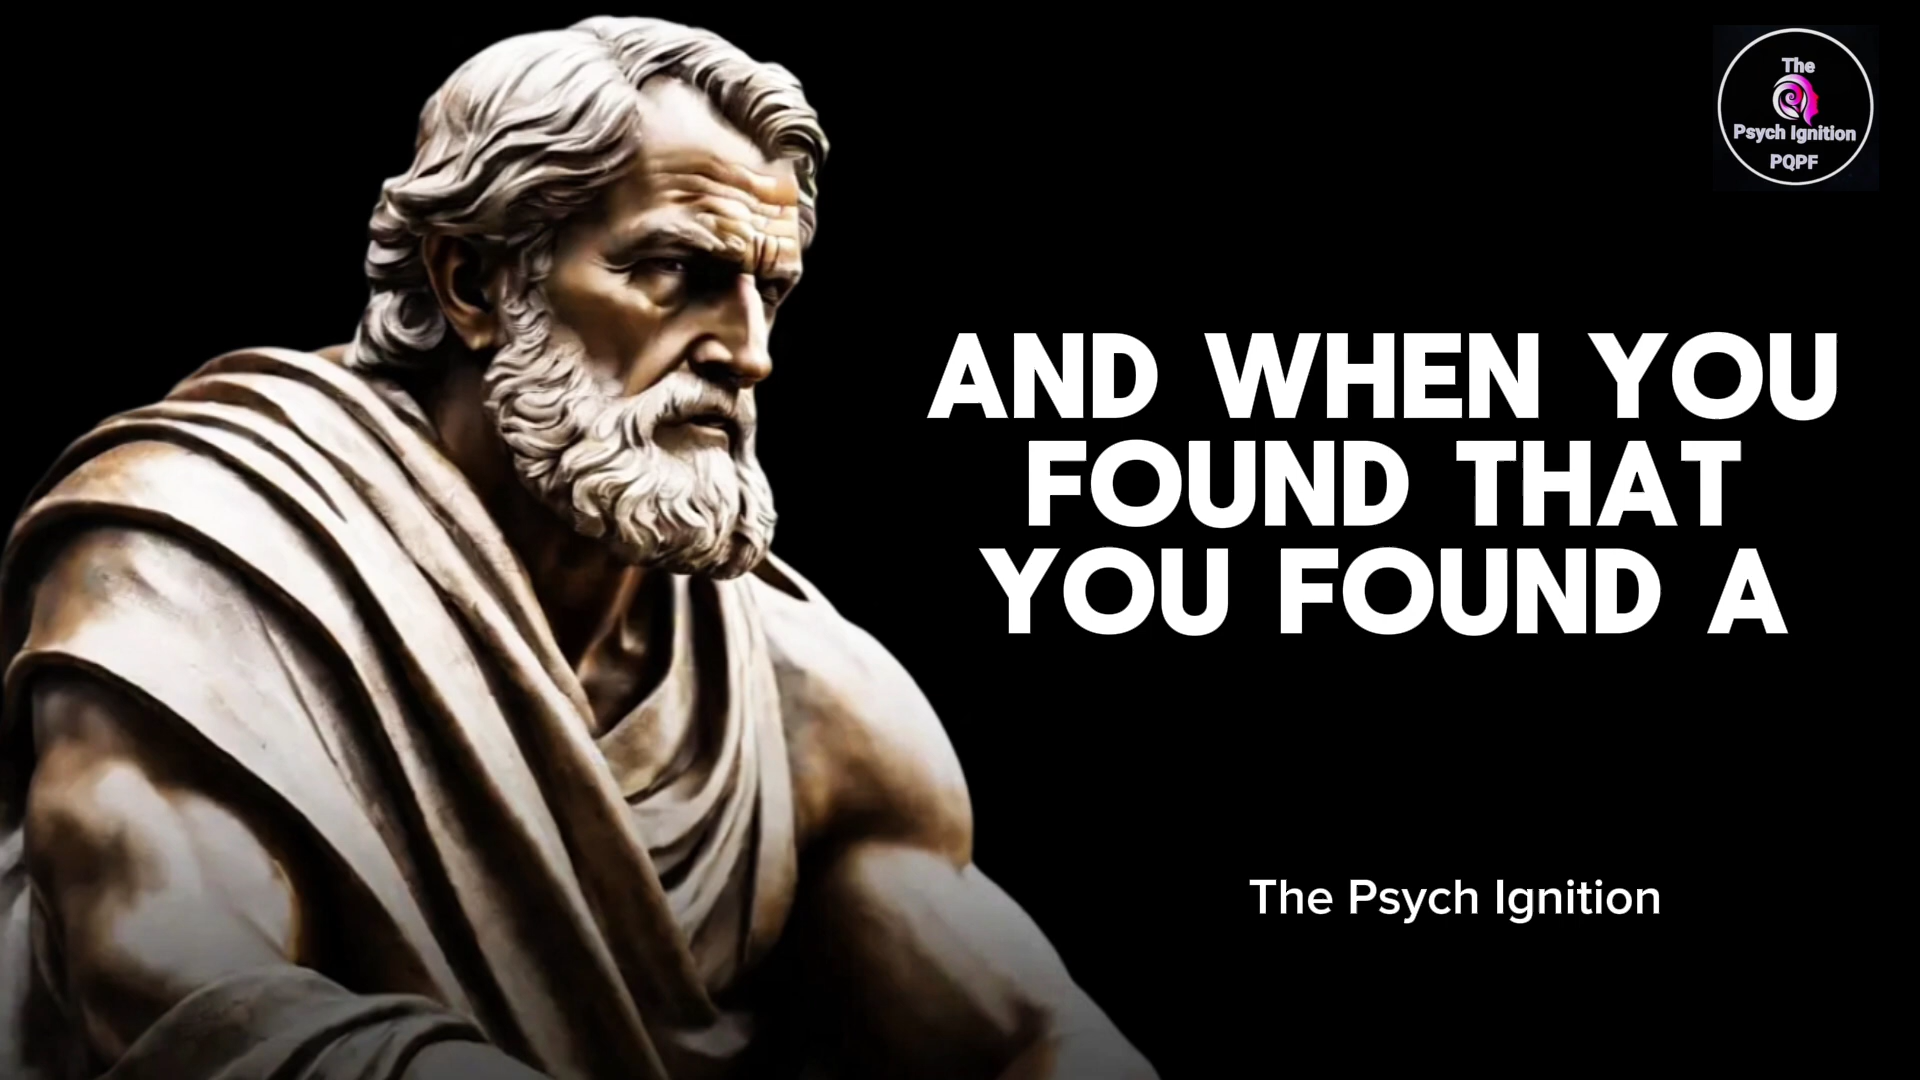 The
Psych Ignition
PQPF
AND WHEN YOU
FOUND THAT
YOU FOUND A
The Psych Ignition